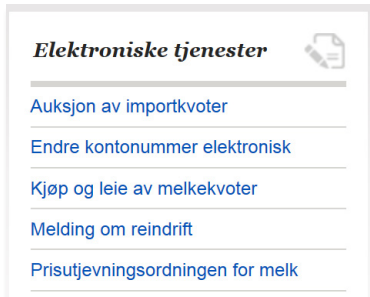 Elektroniske tjenester
Auksjon av importkvoter
Endre kontonummer elektronisk
Kjøp og leie av melkekvoter
Melding om reindrift
Prisutjevningsordningen for melk